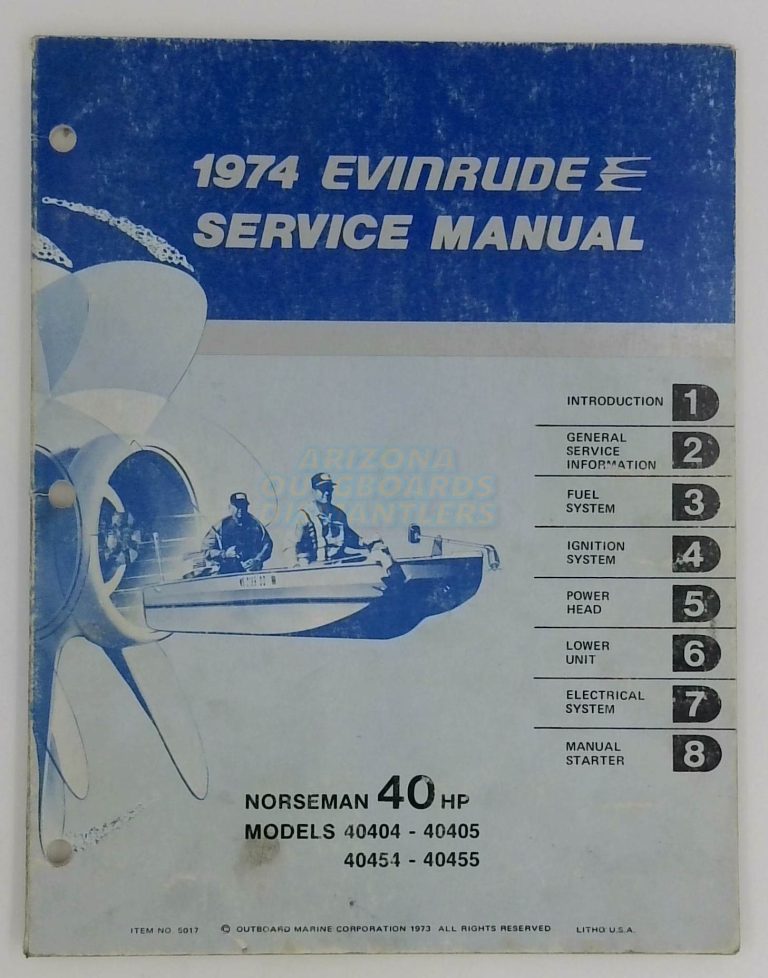 1974 EVINRUDE
SERVICE MANUAL
INTRODUCTION 1
GENERAL
SERVICE
INFORMATION 2
FUEL
SYSTEM 3
IGNITION
SYSTEM 4
POWER
HEAD 5
LOWER
UNIT 6
ELECTRICAL
SYSTEM 7
MANUAL
STARTER 8
ARIZONA
OUTBOARDS
DISMANTLERS
NORSEMAN 40 HP
MODELS 40404 - 40405
40454 - 40455
ITEM NO. 5017 © OUTBOARD MARINE CORPORATION 1973 ALL RIGHTS RESERVED LITHO U.S.A.